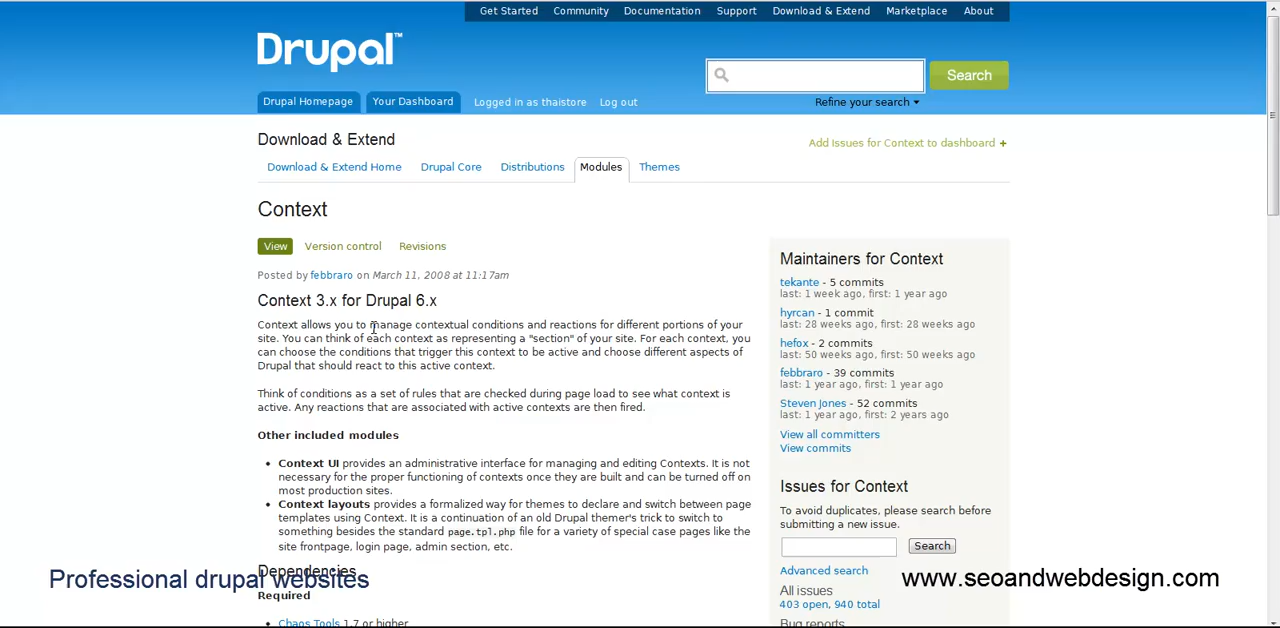 Get Started Community Documentation Support Download & Extend Marketplace About
Drupal™
Search
Drupal Homepage Your Dashboard Logged in as thaistore Log out
Refine your search
Download & Extend
Add Issues for Context to dashboard +
Download & Extend Home Drupal Core Distributions Modules Themes
Context
View Version control Revisions
Posted by febbraro on March 11, 2008 at 11:17am
Context 3.x for Drupal 6.x
Context allows you to manage contextual conditions and reactions for different portions of your
site. You can think of each context as representing a "section" of your site. For each context, you
can choose the conditions that trigger this context to be active and choose different aspects of
Drupal that should react to this active context.
Think of conditions as a set of rules that are checked during page load to see what context is
active. Any reactions that are associated with active contexts are then fired.
Other included modules
• Context UI provides an administrative interface for managing and editing Contexts. It is not
necessary for the proper functioning of contexts once they are built and can be turned off on
most production sites.
• Context layouts provides a formalized way for themes to declare and switch between page
templates using Context. It is a continuation of an old Drupal themer's trick to switch to
something besides the standard page.tpl.php file for a variety of special case pages like the
site frontpage, login page, admin section, etc.
Dependencies
Required
Chaos Tools 1.7 or higher
Maintainers for Context
tekante - 5 commits
last: 1 week ago, first: 1 year ago
hyrcan - 1 commit
last: 28 weeks ago, first: 28 weeks ago
hefox - 2 commits
last: 50 weeks ago, first: 50 weeks ago
febbraro - 39 commits
last: 1 year ago, first: 1 year ago
Steven Jones - 52 commits
last: 1 year ago, first: 2 years ago
View all committers
View commits
Issues for Context
To avoid duplicates, please search before
submitting a new issue.
Search
Advanced search
All issues
403 open, 940 total
Bug reports
Professional drupal websites
www.seoandwebdesign.com